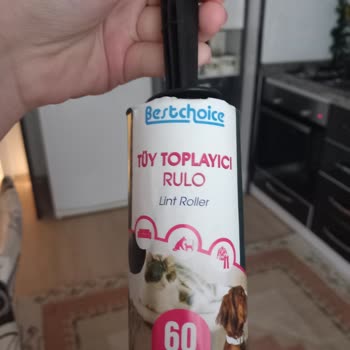 Bestchoice
TÜY TOPLAYICI
RULO
Lint Roller
60